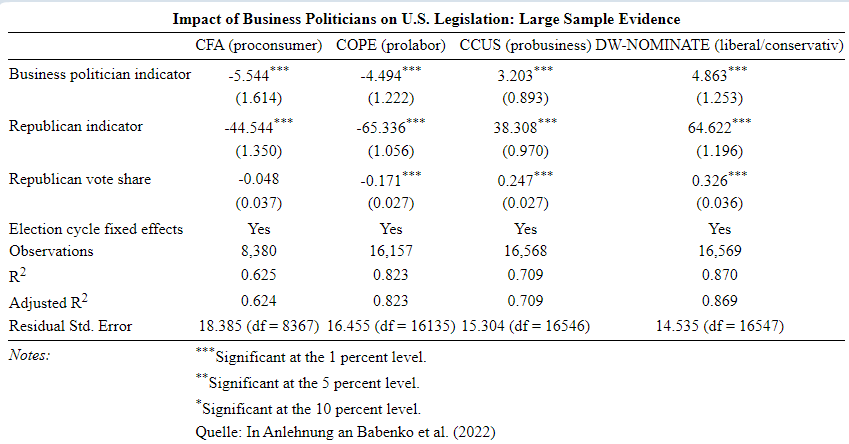 Impact of Business Politicians on U.S. Legislation: Large Sample Evidence
CFA (proconsumer) COPE (prolabor) CCUS (probusiness) DW-NOMINATE (liberal/conservativ)
Business politician indicator -5.544*** -4.494*** 3.203*** 4.863***
(1.614) (1.222) (0.893) (1.253)
Republican indicator -44.544*** -65.336*** 38.308*** 64.622***
(1.350) (1.056) (0.970) (1.196)
Republican vote share -0.048 -0.171*** 0.247*** 0.326***
(0.037) (0.027) (0.027) (0.036)
Election cycle fixed effects Yes Yes Yes Yes
Observations 8,380 16,157 16,568 16,569
R2 0.625 0.823 0.709 0.870
Adjusted R2 0.624 0.823 0.709 0.869
Residual Std. Error 18.385 (df = 8367) 16.455 (df = 16135) 15.304 (df = 16546) 14.535 (df = 16547)
Notes: ***Significant at the 1 percent level.
**Significant at the 5 percent level.
*Significant at the 10 percent level.
Quelle: In Anlehnung an Babenko et al. (2022)